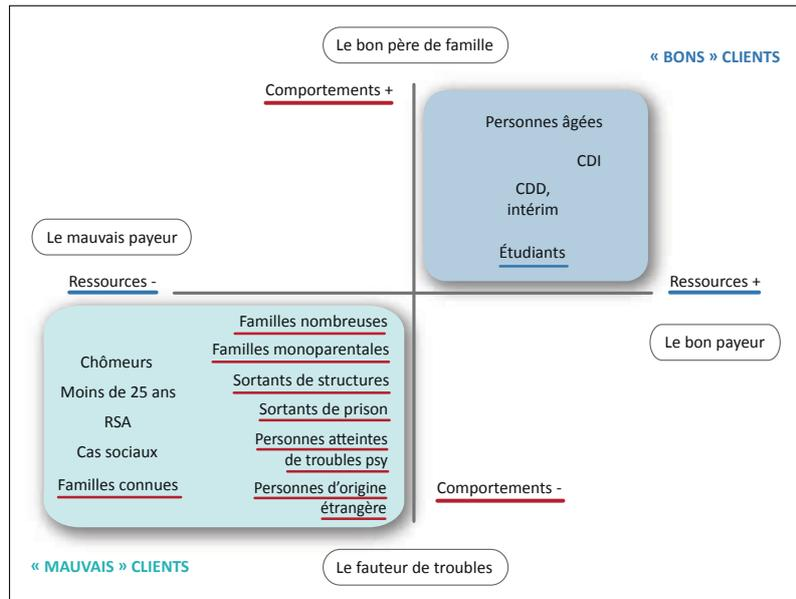 Le bon père de famille
« BONS » CLIENTS
Comportements +
Personnes âgées
CDI
CDD,
intérim
Étudiants
Le mauvais payeur
Ressources -
Ressources +
Le bon payeur
Familles nombreuses
Familles monoparentales
Sortants de structures
Sortants de prison
Personnes atteintes
de troubles psy
Personnes d'origine
étrangère
Chômeurs
Moins de 25 ans
RSA
Cas sociaux
Familles connues
Comportements -
« MAUVAIS » CLIENTS
Le fauteur de troubles